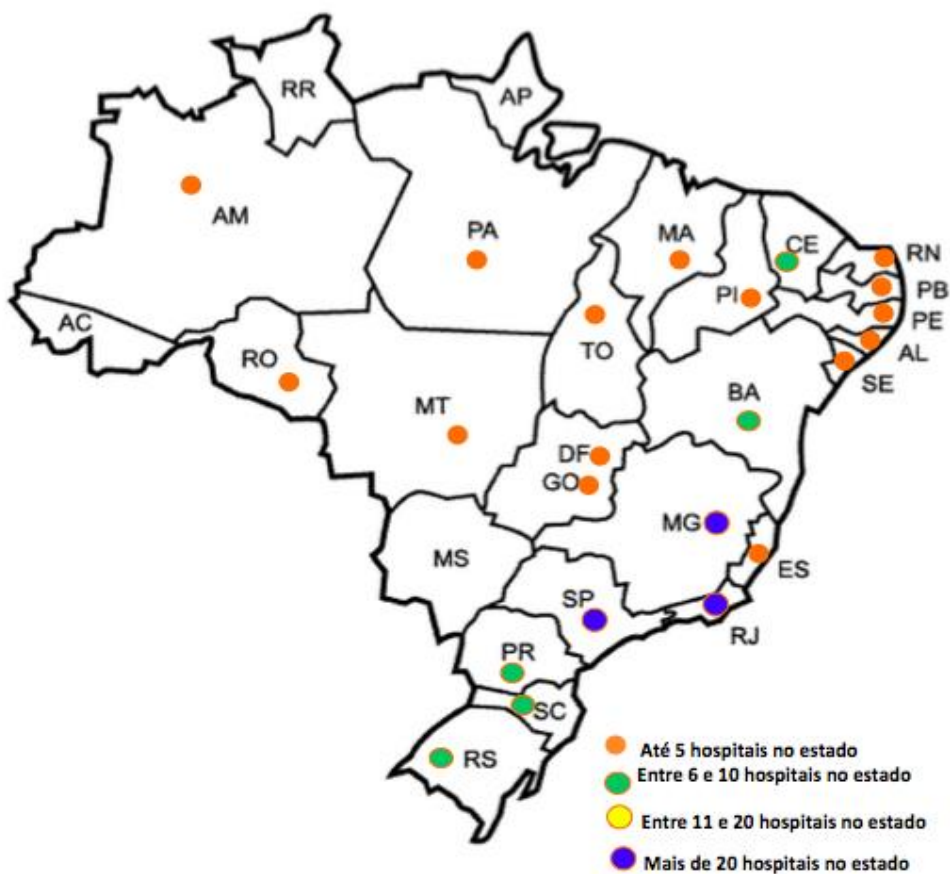 RR
AP
AM
PA
MA
CE
RN
PI
PB
PE
AC
TO
AL
RO
SE
BA
MT
DF
GO
MG
MS
ES
SP
RJ
PR
SC
RS
Até 5 hospitais no estado
Entre 6 e 10 hospitais no estado
Entre 11 e 20 hospitais no estado
Mais de 20 hospitais no estado